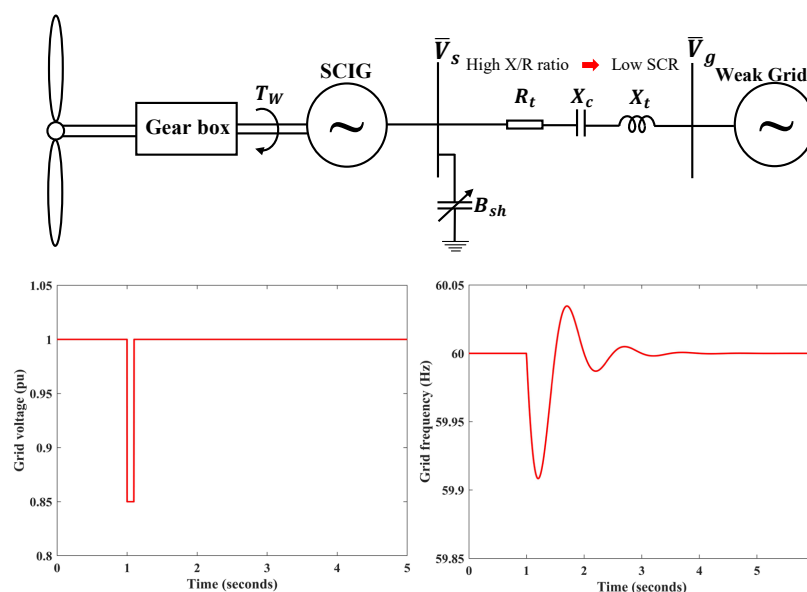 SCIG
V̄s
High X/R ratio
Low SCR
V̄g
Weak Grid
TW
Gear box
Rt
Xc
Xt
Bsh
1.05
1
0.95
0.9
0.85
0.8
Grid voltage (pu)
0
1
2
3
4
5
Time (seconds)
60.05
60
59.95
59.9
59.85
Grid frequency (Hz)
0
1
2
3
4
5
Time (seconds)